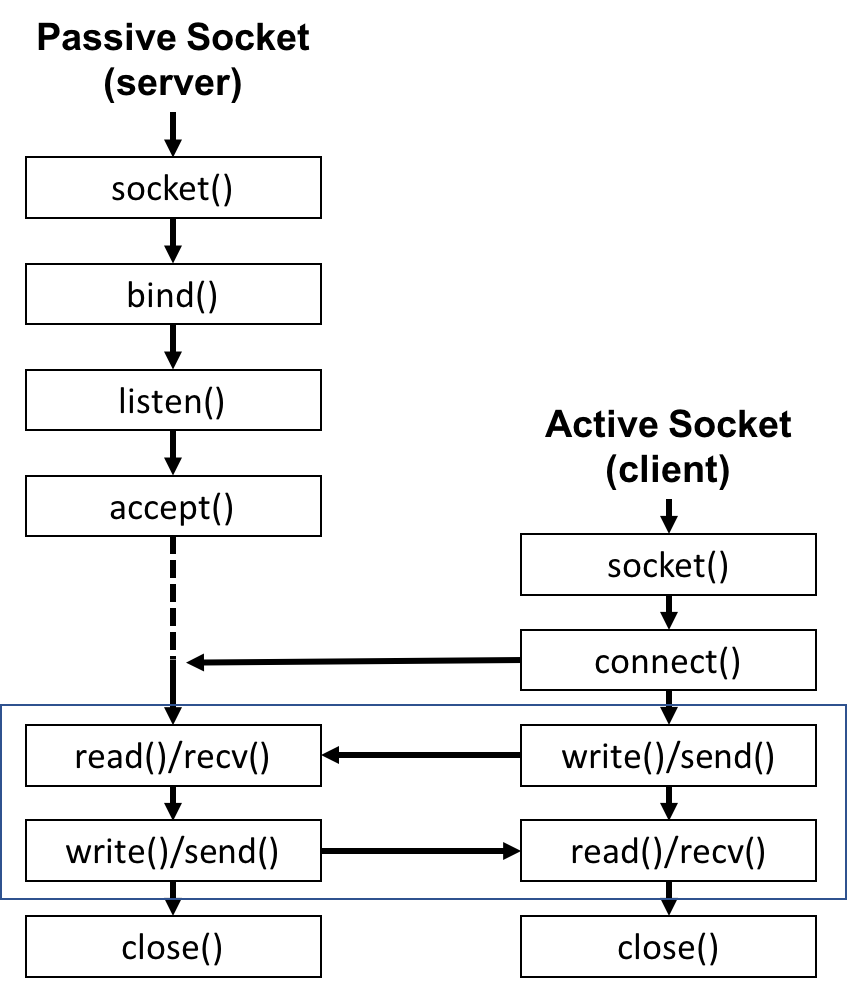 Passive Socket
(server)
socket()
bind()
listen()
accept()
Active Socket
(client)
socket()
connect()
read()/recv()
write()/send()
write()/send()
read()/recv()
close()
close()